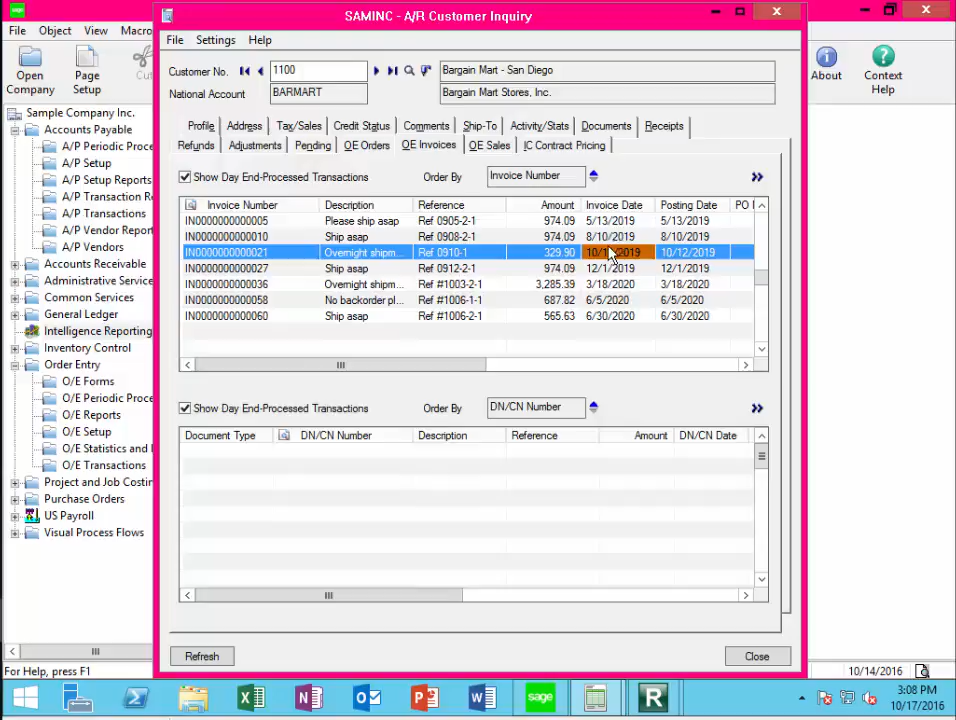 sage
SAMINC - A/R Customer Inquiry
File Object View Macro
File Settings Help
Open Company
Page Setup
Cut
About
Context Help
Customer No. 1100 Bargain Mart - San Diego
National Account BARMART Bargain Mart Stores, Inc.
Profile Address Tax/Sales Credit Status Comments Ship-To Activity/Stats Documents Receipts
Refunds Adjustments Pending OE Orders OE Invoices OE Sales IC Contract Pricing
Sample Company Inc.
Accounts Payable
A/P Periodic Proce
A/P Setup
A/P Setup Reports
A/P Transaction R
A/P Transactions
A/P Vendor Report
A/P Vendors
Accounts Receivable
Administrative Service
Common Services
General Ledger
Intelligence Reporting
Inventory Control
Order Entry
O/E Forms
O/E Periodic Proce
O/E Reports
O/E Setup
O/E Statistics and
O/E Transactions
Project and Job Costin
Purchase Orders
US Payroll
Visual Process Flows
Show Day End-Processed Transactions Order By Invoice Number
Invoice Number Description Reference Amount Invoice Date Posting Date PO
IN0000000000005 Please ship asap Ref 0905-2-1 974.09 5/13/2019 5/13/2019
IN0000000000010 Ship asap Ref 0908-2-1 974.09 8/10/2019 8/10/2019
IN0000000000021 Overnight shipm... Ref 0910-1 329.90 10/12/2019
IN0000000000027 Ship asap Ref 0912-2-1 974.09 12/1/2019 12/1/2019
IN0000000000036 Overnight shipm... Ref #1003-2-1 3,285.39 3/18/2020 3/18/2020
IN0000000000058 No backorder pl... Ref #1006-1-1 687.82 6/5/2020 6/5/2020
IN0000000000060 Ship asap Ref #1006-2-1 565.63 6/30/2020 6/30/2020
Show Day End-Processed Transactions Order By DN/CN Number
Document Type DN/CN Number Description Reference Amount DN/CN Date
Refresh Close
For Help, press F1
10/14/2016
sage
3:08 PM
10/17/2016